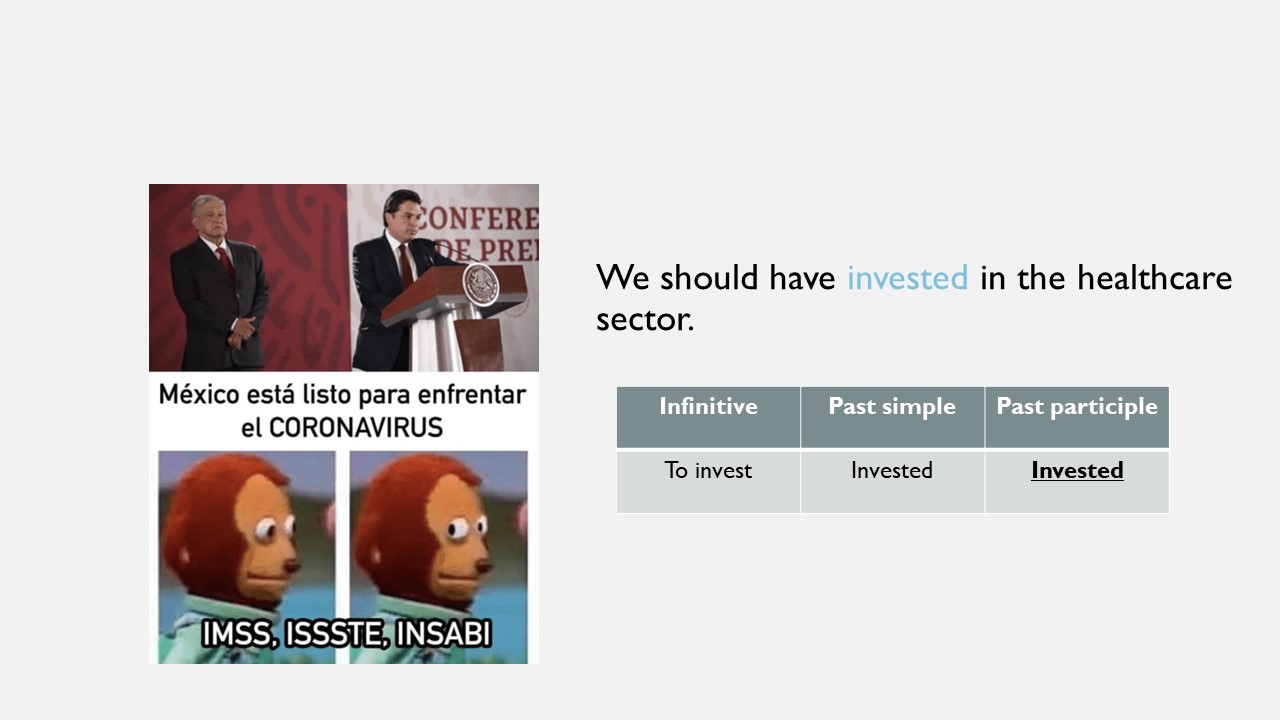 CONFERE
DE PRE
México está listo para enfrentar
el CORONAVIRUS
IMSS, ISSSTE, INSABI
We should have invested in the healthcare
sector.
Infinitive Past simple Past participle
To invest Invested Invested